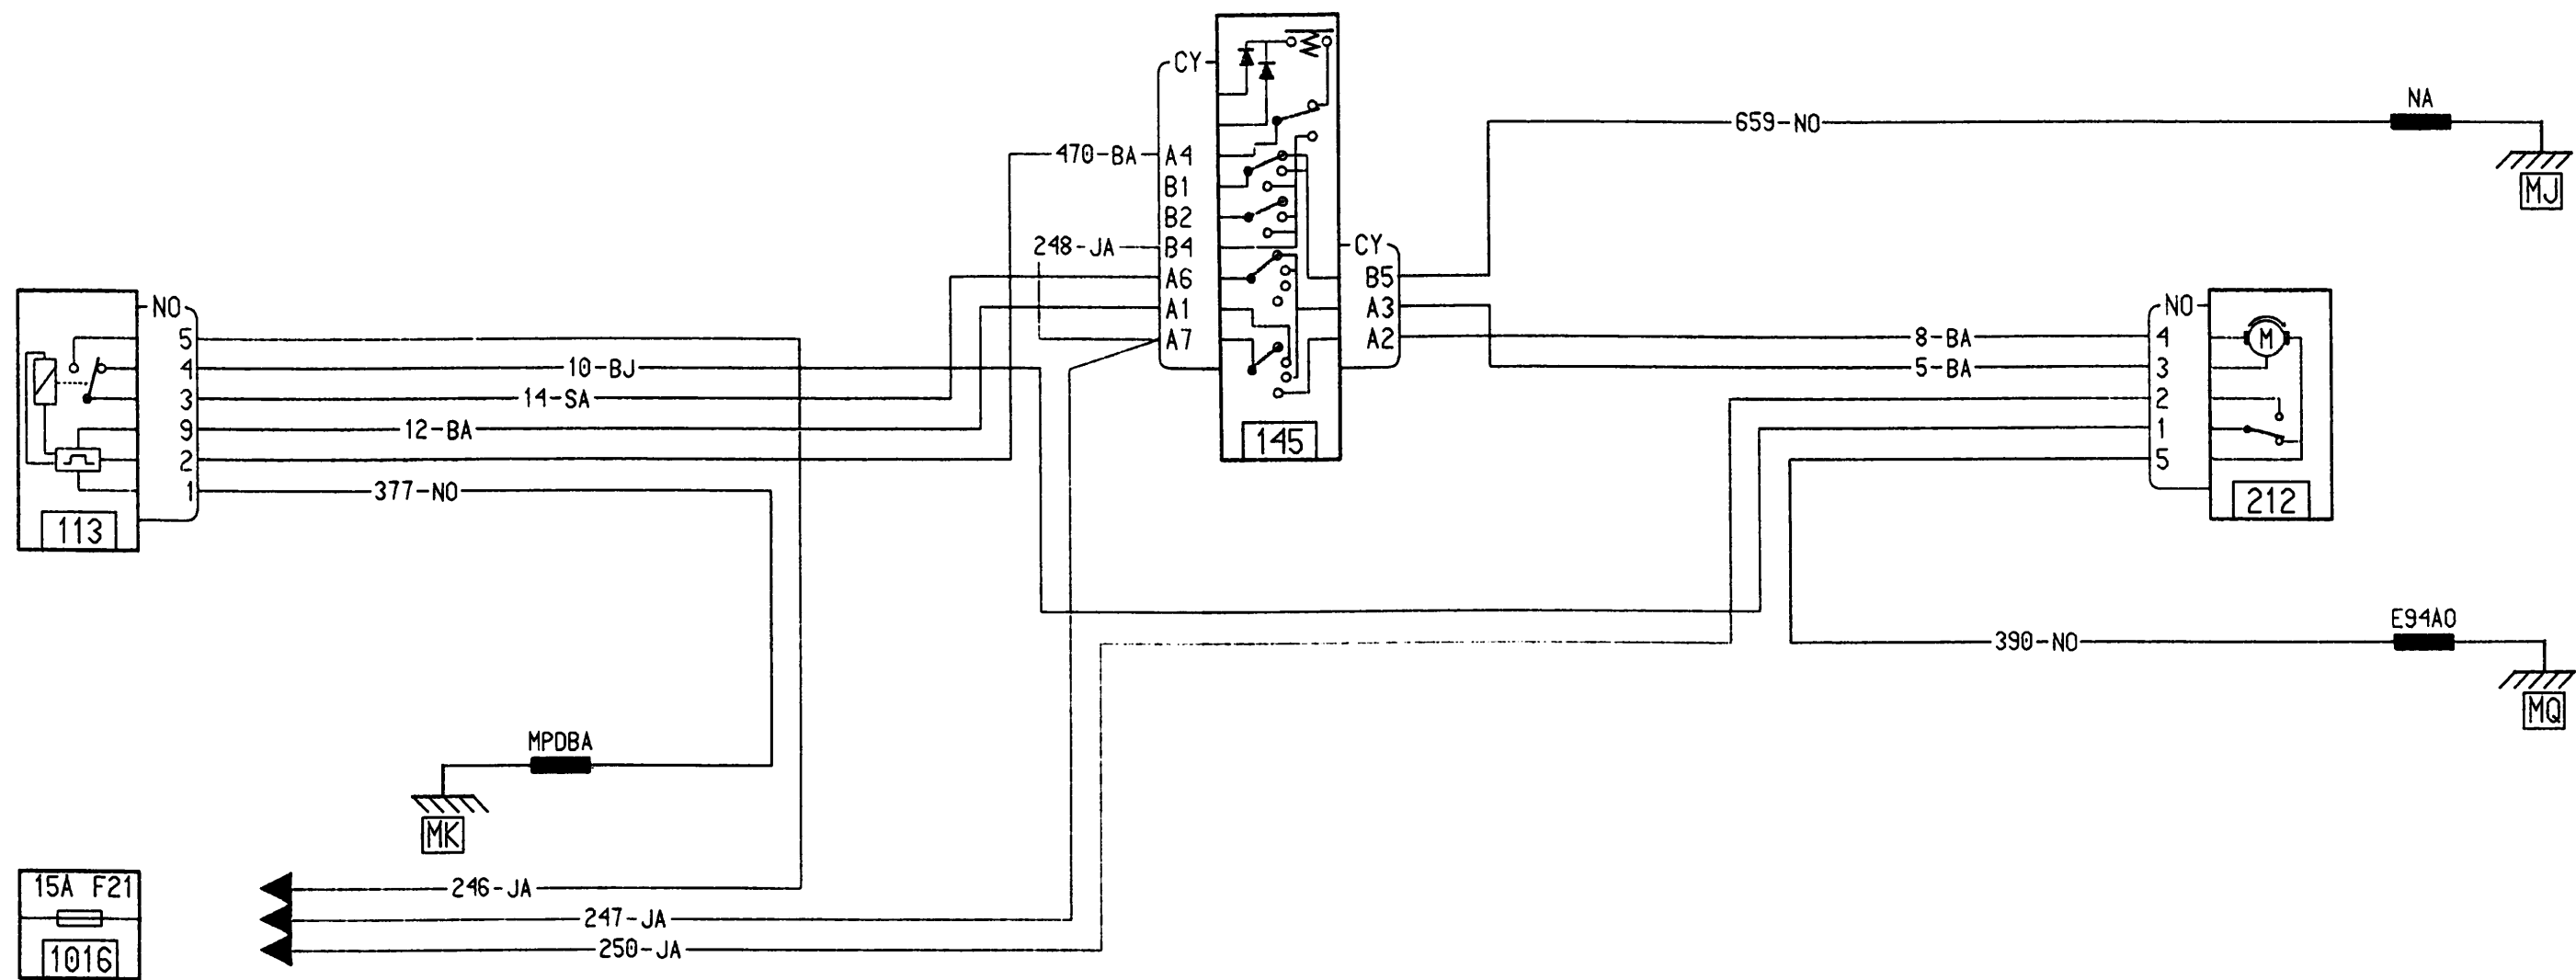 CY
NA
659-NO
470-BA
A4
B1
MJ
B2
248-JA
B4
CY
A6
B5
NO
A1
A3
NO
5
A7
A2
8-BA
4
4
10-BJ
5-BA
3
3
14-SA
2
9
12-BA
145
1
2
5
1
377-NO
212
113
E94A0
390-NO
MQ
MPDBA
MK
15A F21
246-JA
247-JA
250-JA
1016
M